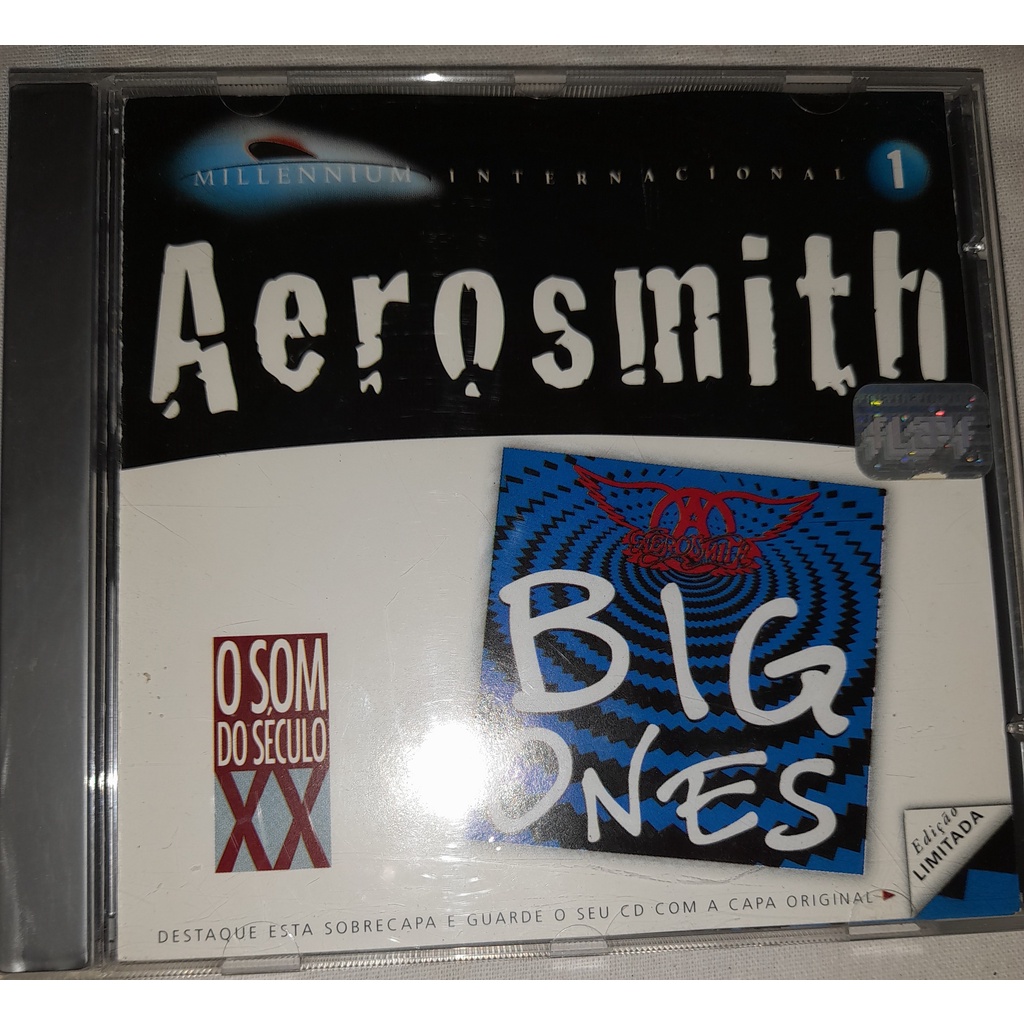 MILLENNIUM INTERNACIONAL 1
Aerosmith
AEROSMITH
BIG
ONES
O SOM
DO SÉCULO
XX
Edição
LIMITADA
DESTAQUE ESTA SOBRECAPA E GUARDE O SEU CD COM A CAPA ORIGINAL